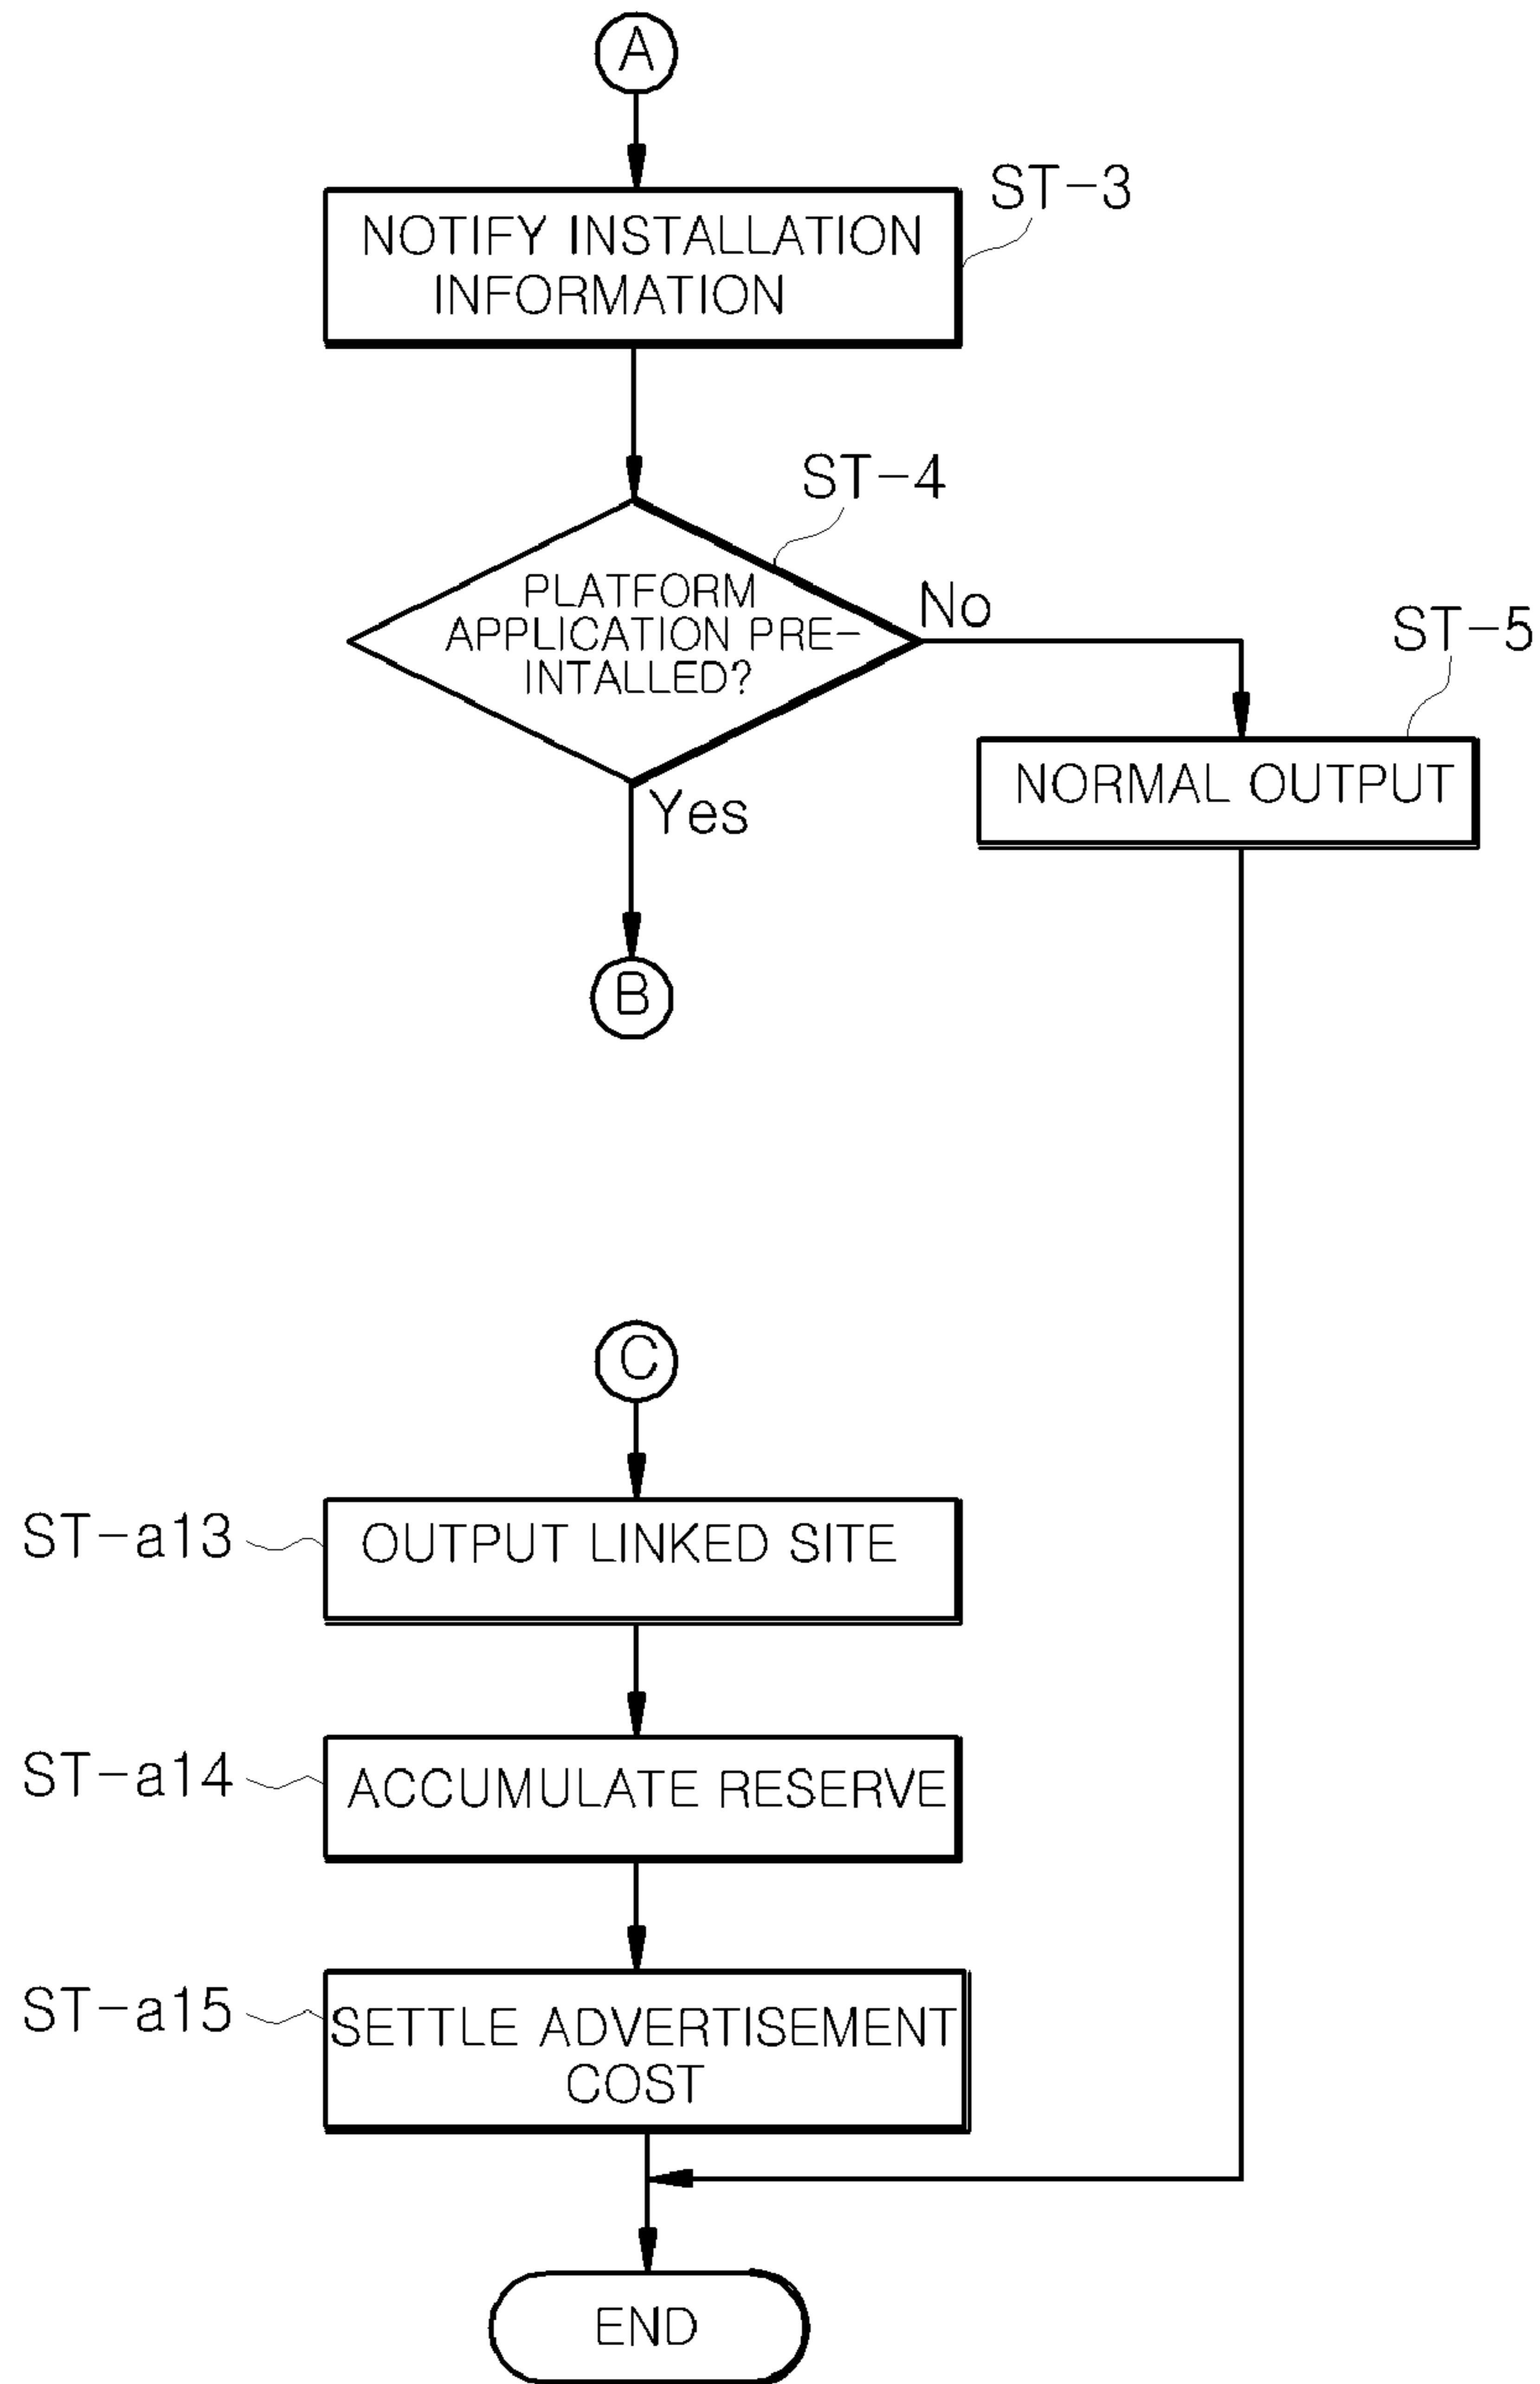 A
ST-3
NOTIFY INSTALLATION
INFORMATION
ST-4
PLATFORM
APPLICATION PRE-
INTALLED?
No
ST-5
NORMAL OUTPUT
Yes
B
C
ST-a13
OUTPUT LINKED SITE
ST-a14
ACCUMULATE RESERVE
ST-a15
SETTLE ADVERTISEMENT
COST
END